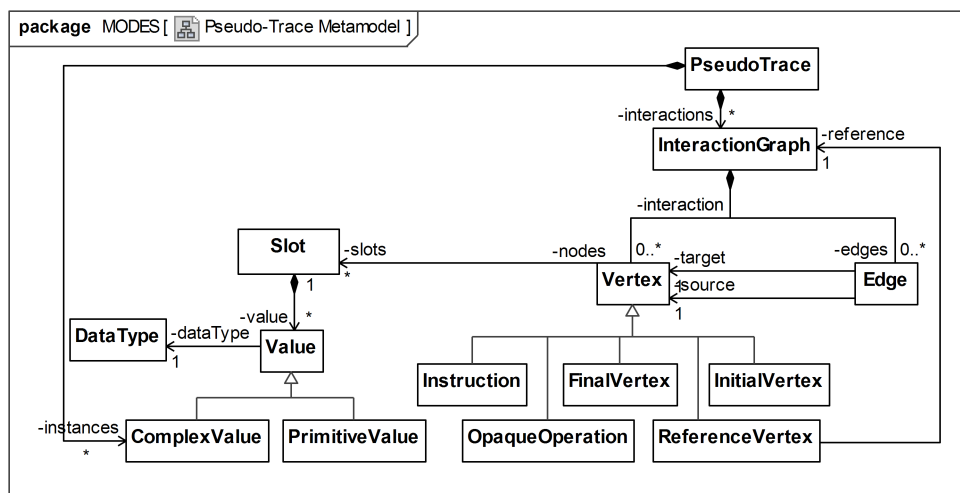 package MODES [ Pseudo-Trace Metamodel ]
PseudoTrace
-interactions *
InteractionGraph
-reference
1
-interaction
Slot
-slots
*
-nodes
0..*
-edges
0..*
Vertex
-target
1
-source
1
Edge
1
-value *
DataType
-dataType
1
Value
Instruction
FinalVertex
InitialVertex
-instances
*
ComplexValue
PrimitiveValue
OpaqueOperation
ReferenceVertex